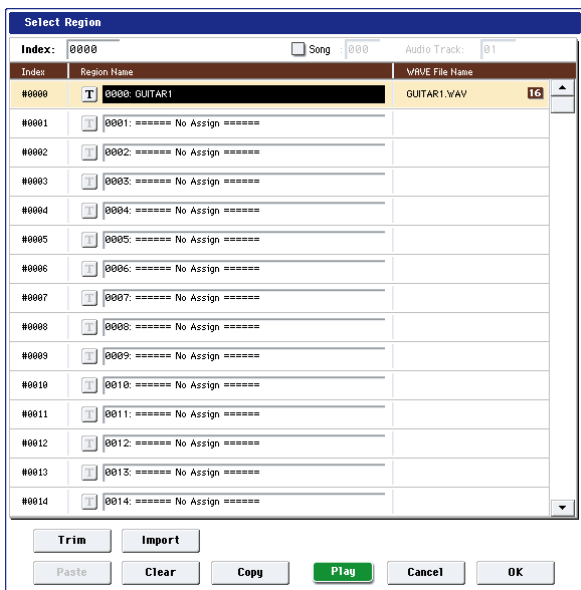 Select Region
Index: 0000 Song : 000 Audio Track: 01
Index Region Name WAVE File Name
#0000 T 0000: GUITAR1 GUITAR1.WAV 16
#0001 T 0001: ====== No Assign ======
#0002 T 0002: ====== No Assign ======
#0003 T 0003: ====== No Assign ======
#0004 T 0004: ====== No Assign ======
#0005 T 0005: ====== No Assign ======
#0006 T 0006: ====== No Assign ======
#0007 T 0007: ====== No Assign ======
#0008 T 0008: ====== No Assign ======
#0009 T 0009: ====== No Assign ======
#0010 T 0010: ====== No Assign ======
#0011 T 0011: ====== No Assign ======
#0012 T 0012: ====== No Assign ======
#0013 T 0013: ====== No Assign ======
#0014 T 0014: ====== No Assign ======
Trim Import
Paste Clear Copy Play Cancel OK